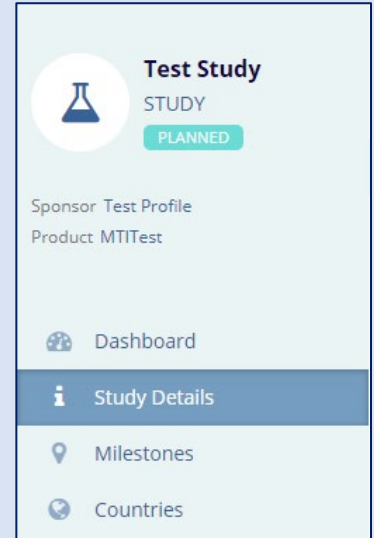 Test Study
STUDY
PLANNED
Sponsor Test Profile
Product MTITest
Dashboard
Study Details
Milestones
Countries